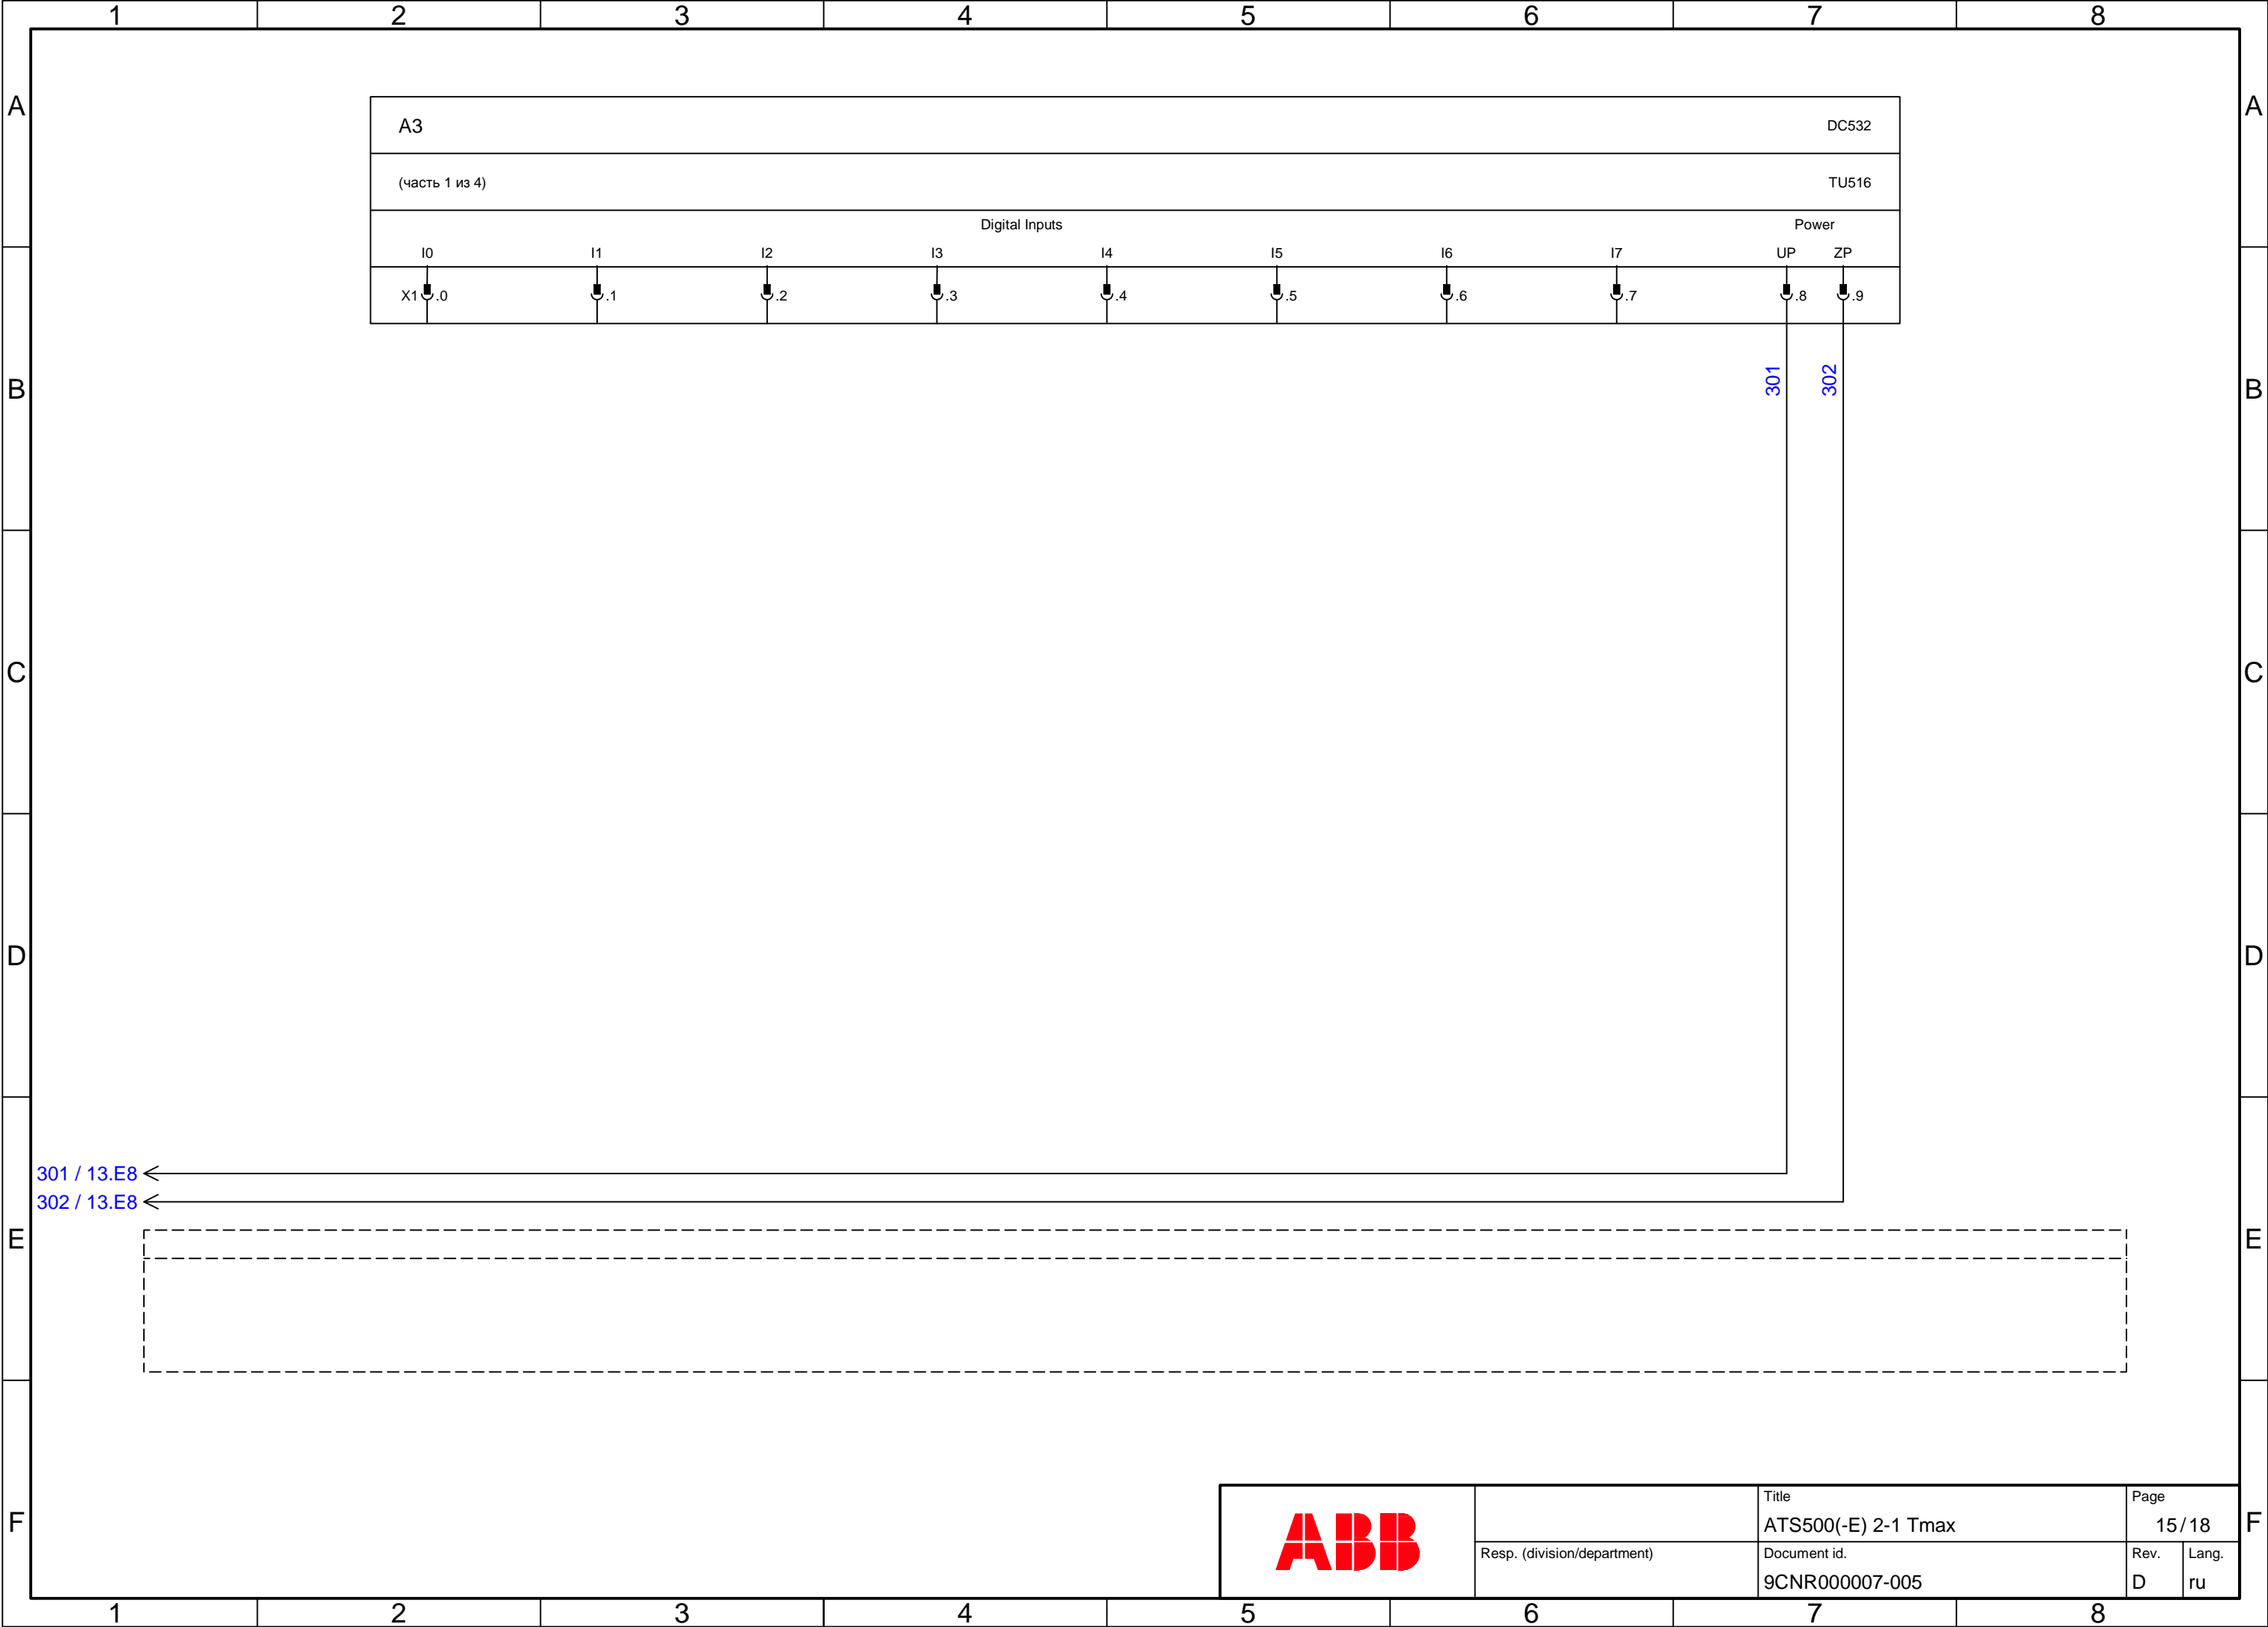 1 2 3 4 5 6 7 8
A A
A3 DC532
(часть 1 из 4) TU516
Digital Inputs Power
I0 I1 I2 I3 I4 I5 I6 I7 UP ZP
X1 .0 .1 .2 .3 .4 .5 .6 .7 .8 .9
301 302
B B
C C
D D
301 / 13.E8
302 / 13.E8
E E
F F
ABB
Title
ATS500(-E) 2-1 Tmax
Page
15/18
Resp. (division/department)
Document id.
9CNR000007-005
Rev.
D
Lang.
ru
1 2 3 4 5 6 7 8